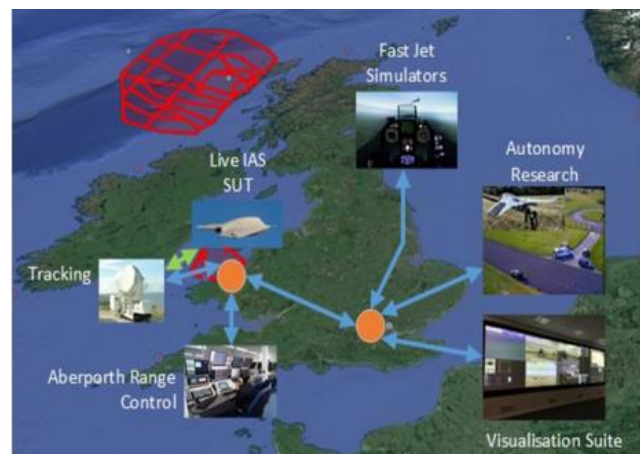 Fast Jet
Simulators
Live IAS
SUT
Autonomy
Research
Tracking
Aberporth Range
Control
Visualisation Suite